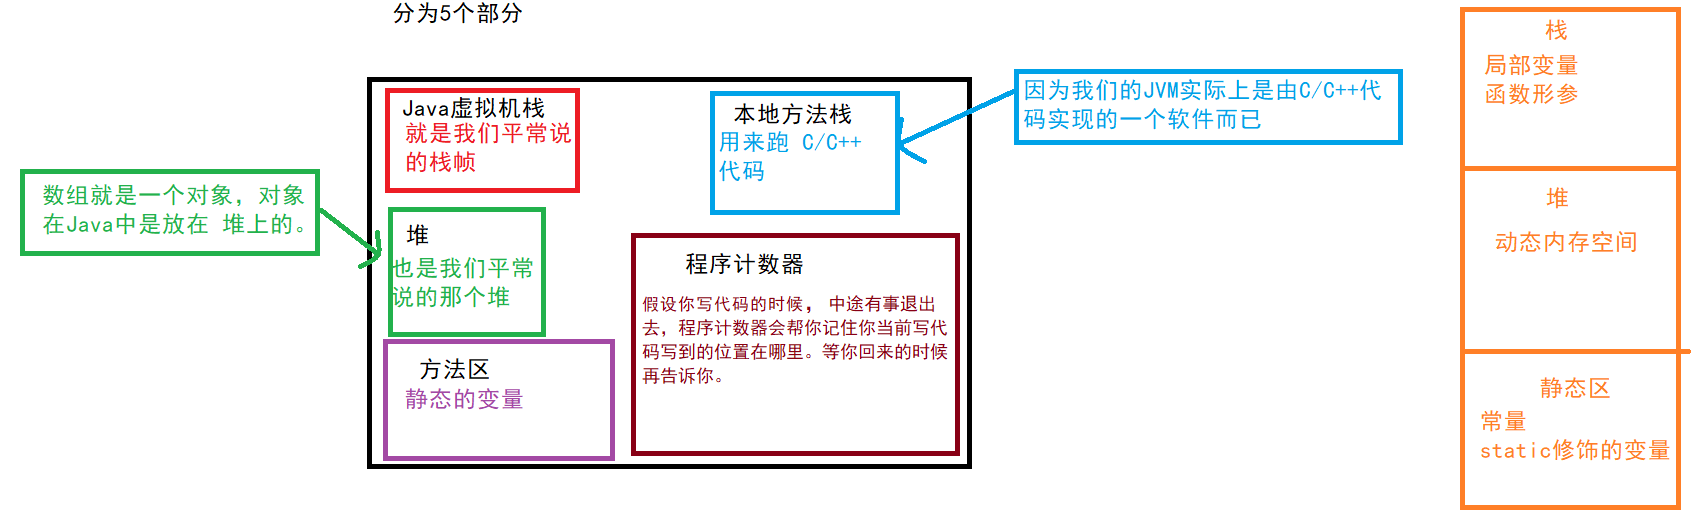 分为5个部分
Java虚拟机栈
就是我们平常说
的栈帧
本地方法栈
用来跑 C/C++
代码
因为我们的JVM实际上是由C/C++代
码实现的一个软件而已
数组就是一个对象，对象
在Java中是放在 堆上的。
堆
也是我们平常
说的那个堆
程序计数器
假设你写代码的时候，中途有事退出
去，程序计数器会帮你记住你当前写代
码写到的位置在哪里。等你回来的时候
再告诉你。
方法区
静态的变量
栈
局部变量
函数形参
堆
动态内存空间
静态区
常量
static修饰的变量